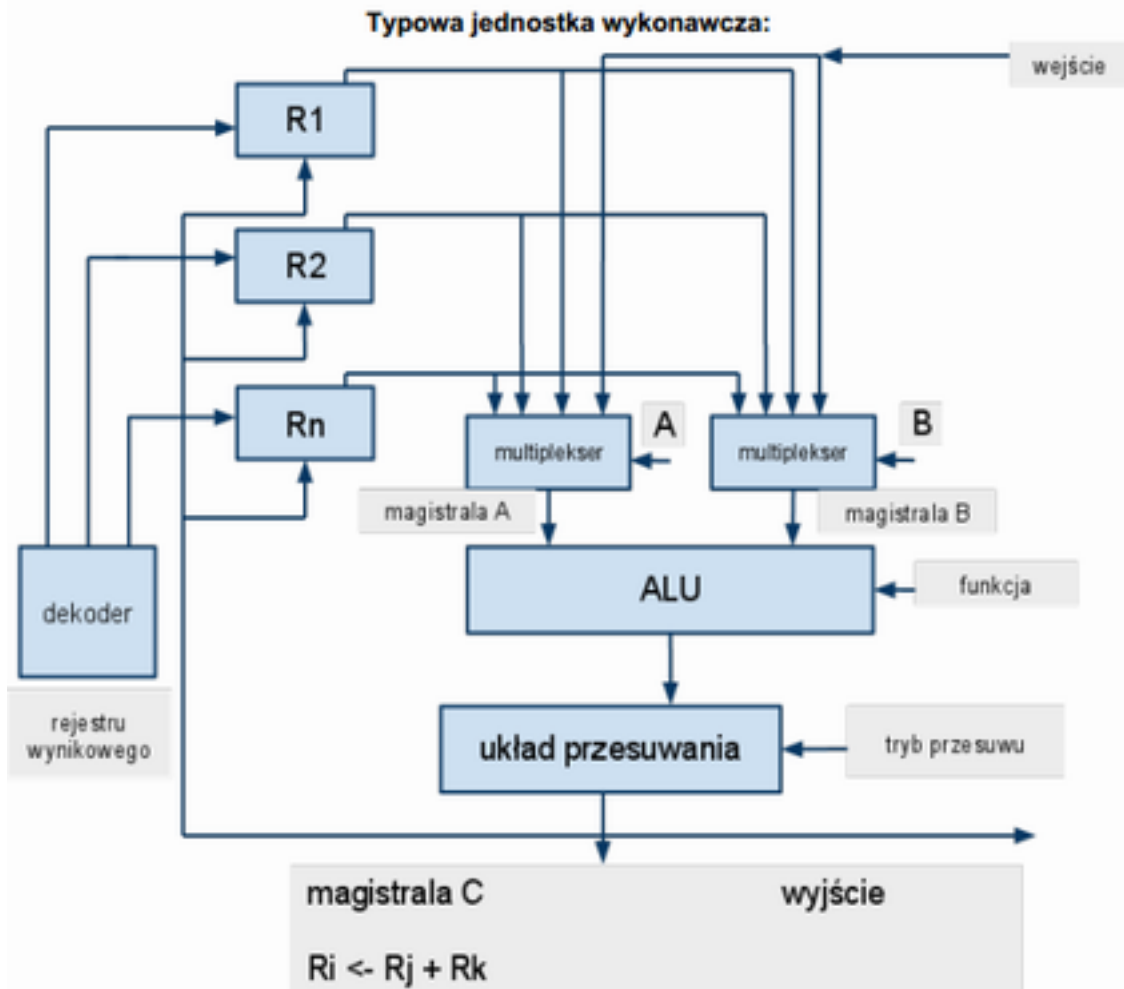 Typowa jednostka wykonawcza:
wejście
R1
R2
Rn
A
B
multiplekser
multiplekser
magistrala A
magistrala B
ALU
funkcja
dekoder
rejestru
wynikowego
układ przesuwania
tryb przesuwu
magistrala C
wyjście
Ri <- Rj + Rk